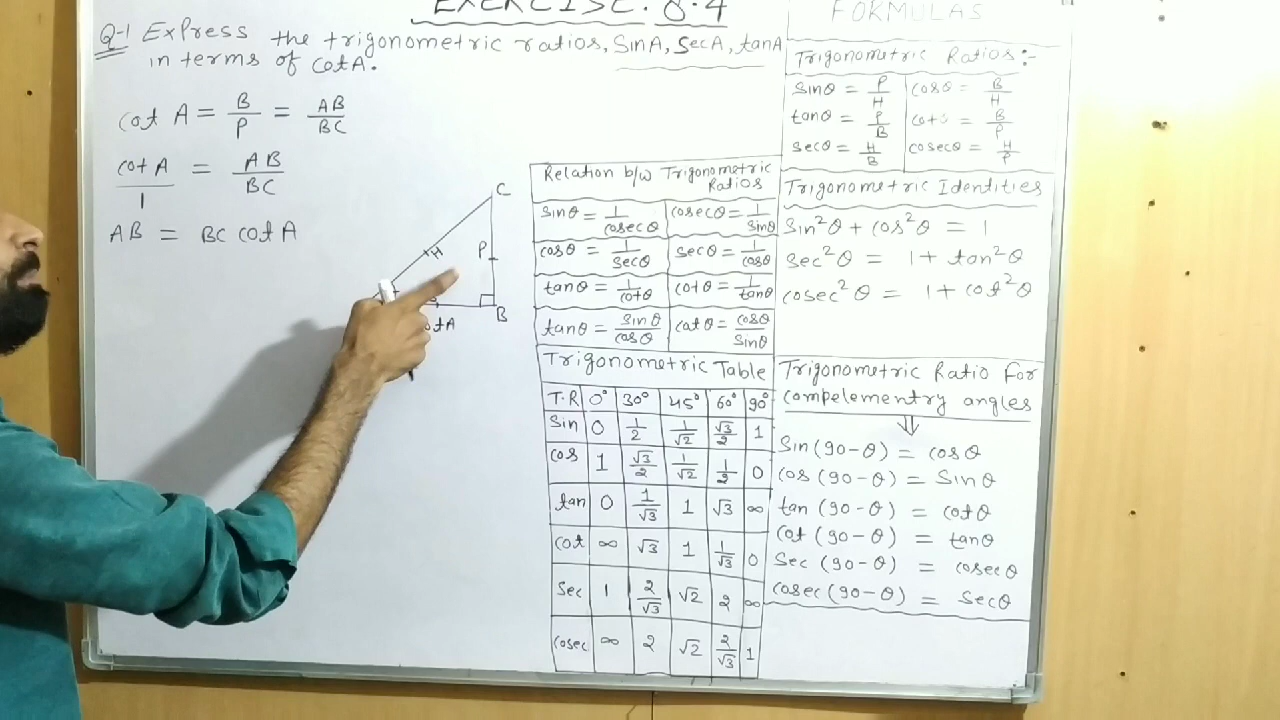 EXERCISE: 8.4
Q-1 Express the trigonometric ratios, SinA, SecA, tanA
in terms of cotA.
cot A = B/P = AB/BC
cot A/1 = AB/BC
AB = BC cotA
C
H
P
B
otA
Relation b/w Trigonometric
Ratios
sinθ = 1/cosecθ | cosecθ = 1/sinθ
cosθ = 1/secθ | secθ = 1/cosθ
tanθ = 1/cotθ | cotθ = 1/tanθ
tanθ = sinθ/cosθ | cotθ = cosθ/sinθ
Trigonometric Table
T.R 0° 30° 45° 60° 90°
Sin 0 1/2 1/√2 √3/2 1
cos 1 √3/2 1/√2 1/2 0
tan 0 1/√3 1 √3 ∞
cot ∞ √3 1 1/√3 0
Sec 1 2/√3 √2 2 ∞
cosec ∞ 2 √2 2/√3 1
FORMULAS
Trigonometric Ratios:-
sinθ = P/H | cosθ = B/H
tanθ = P/B | cotθ = B/P
secθ = H/B | cosecθ = H/P
Trigonometric Identities
Sin²θ + cos²θ = 1
Sec²θ = 1 + tan²θ
cosec²θ = 1 + cot²θ
Trigonometric Ratio For
compelementry angles
⇓
Sin (90-θ) = cosθ
cos (90-θ) = Sinθ
tan (90-θ) = cotθ
cot (90-θ) = tanθ
Sec (90-θ) = cosecθ
cosec (90-θ) = Secθ